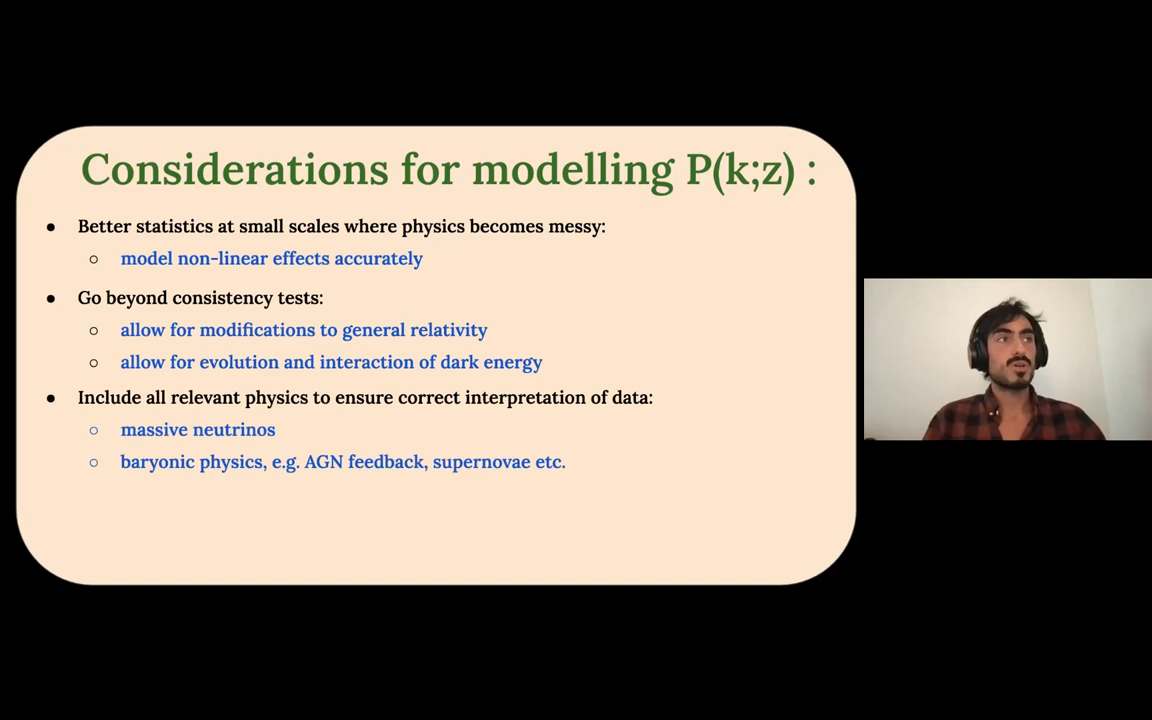 Considerations for modelling P(k;z) :
● Better statistics at small scales where physics becomes messy:
○ model non-linear effects accurately
● Go beyond consistency tests:
○ allow for modifications to general relativity
○ allow for evolution and interaction of dark energy
● Include all relevant physics to ensure correct interpretation of data:
○ massive neutrinos
○ baryonic physics, e.g. AGN feedback, supernovae etc.